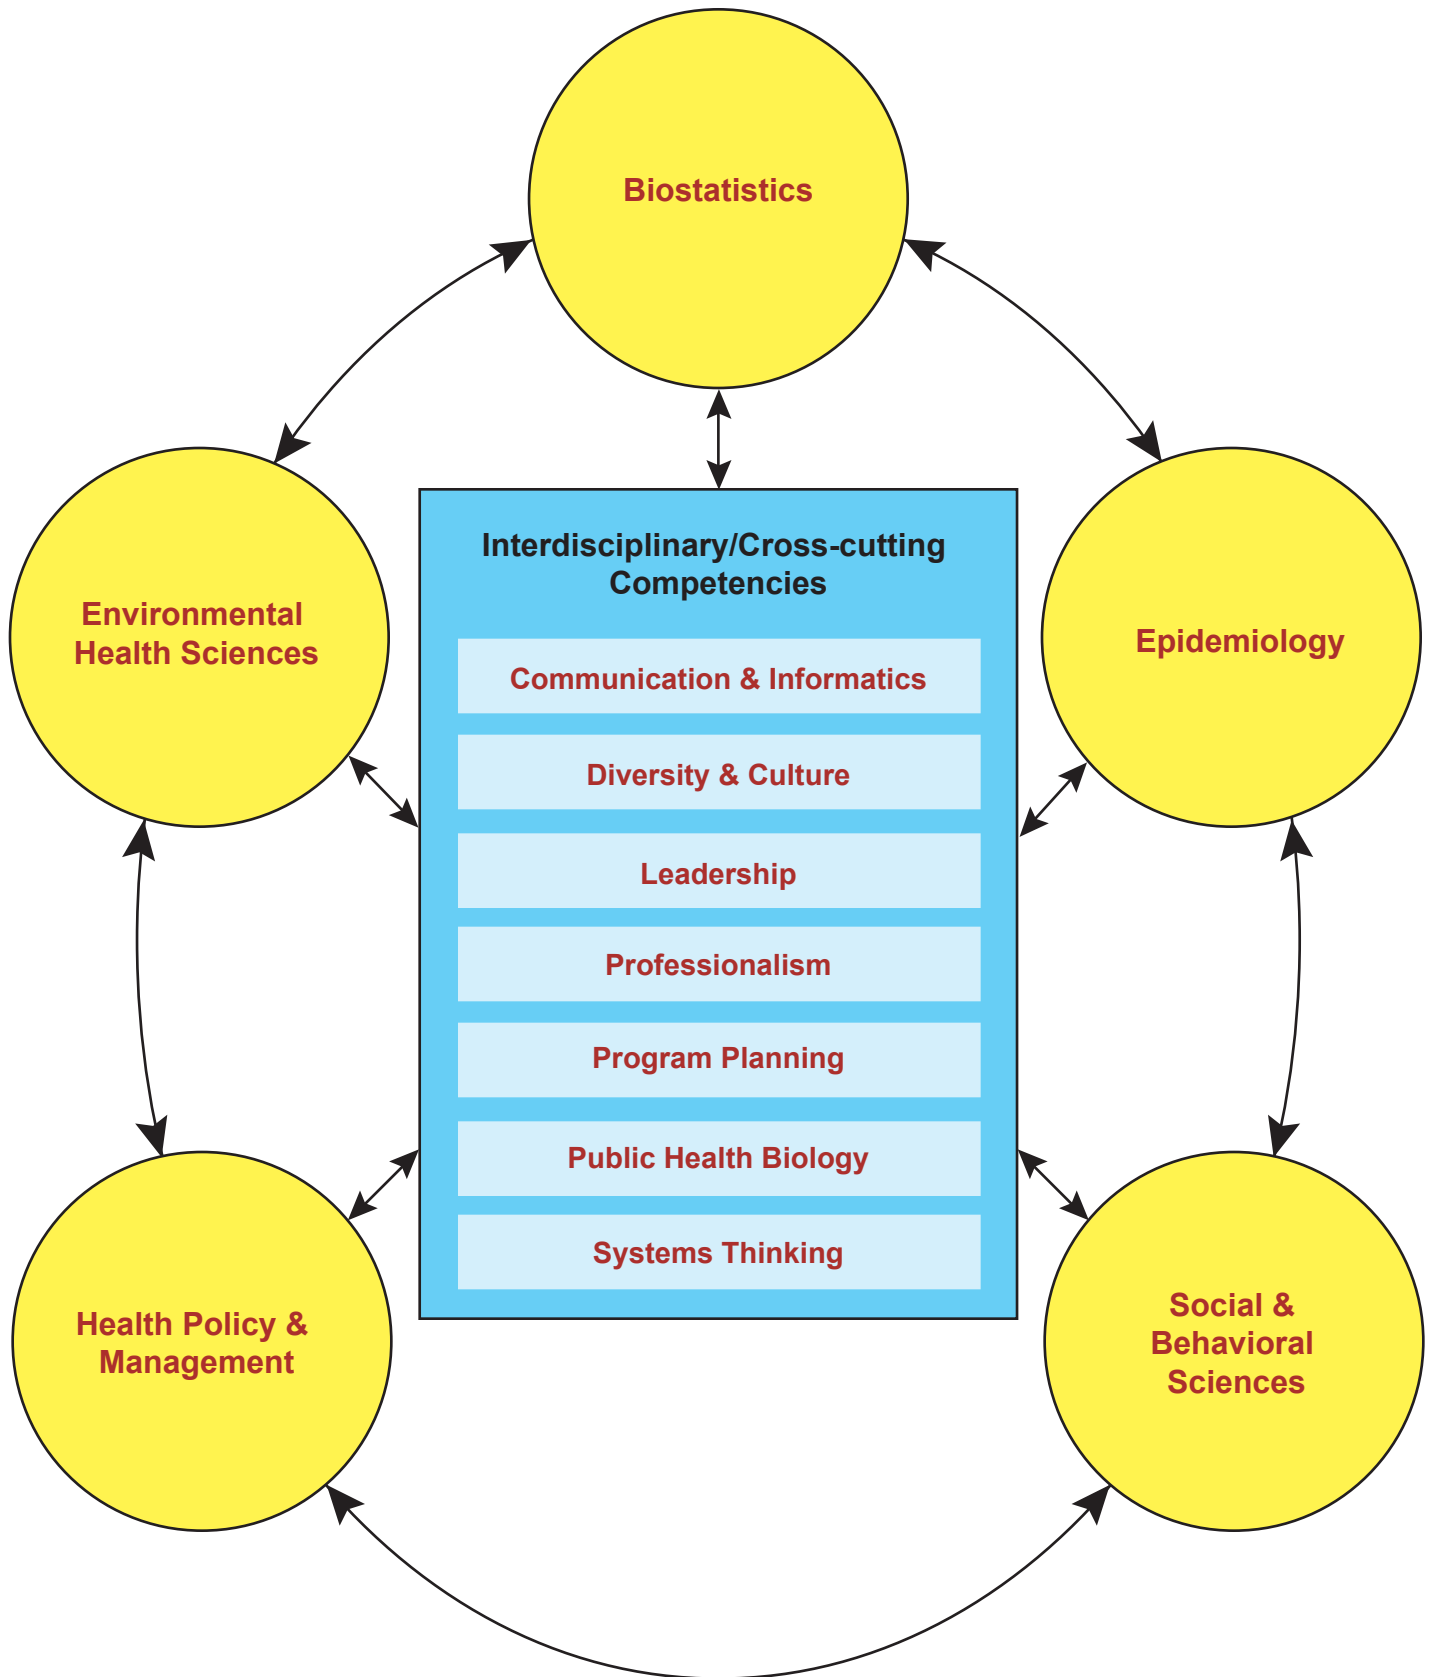 Biostatistics
Environmental
Health Sciences
Epidemiology
Interdisciplinary/Cross-cutting
Competencies
Communication & Informatics
Diversity & Culture
Leadership
Professionalism
Program Planning
Public Health Biology
Systems Thinking
Health Policy &
Management
Social &
Behavioral
Sciences